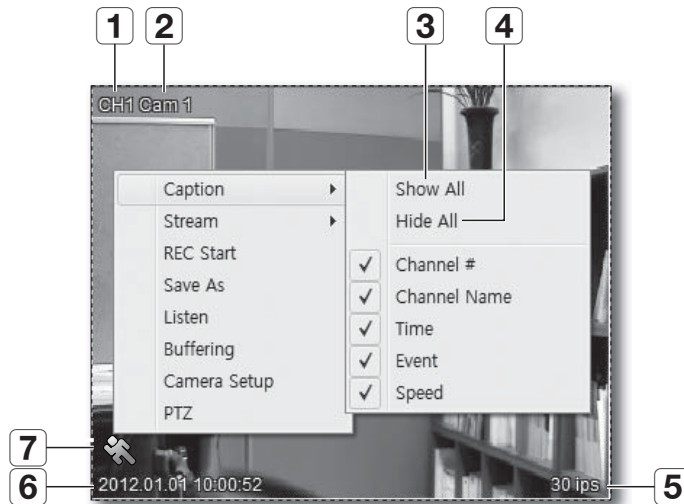 1 2 3 4
CH1 Cam 1
Caption
Stream
REC Start
Save As
Listen
Buffering
Camera Setup
PTZ
Show All
Hide All
Channel #
Channel Name
Time
Event
Speed
7
6
2012.01.01 10:00:52
30 ips
5